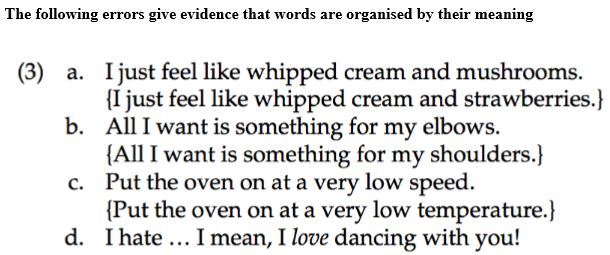 The following errors give evidence that words are organised by their meaning
(3) a. I just feel like whipped cream and mushrooms.
{I just feel like whipped cream and strawberries.}
b. All I want is something for my elbows.
{All I want is something for my shoulders.}
c. Put the oven on at a very low speed.
{Put the oven on at a very low temperature.}
d. I hate … I mean, I love dancing with you!